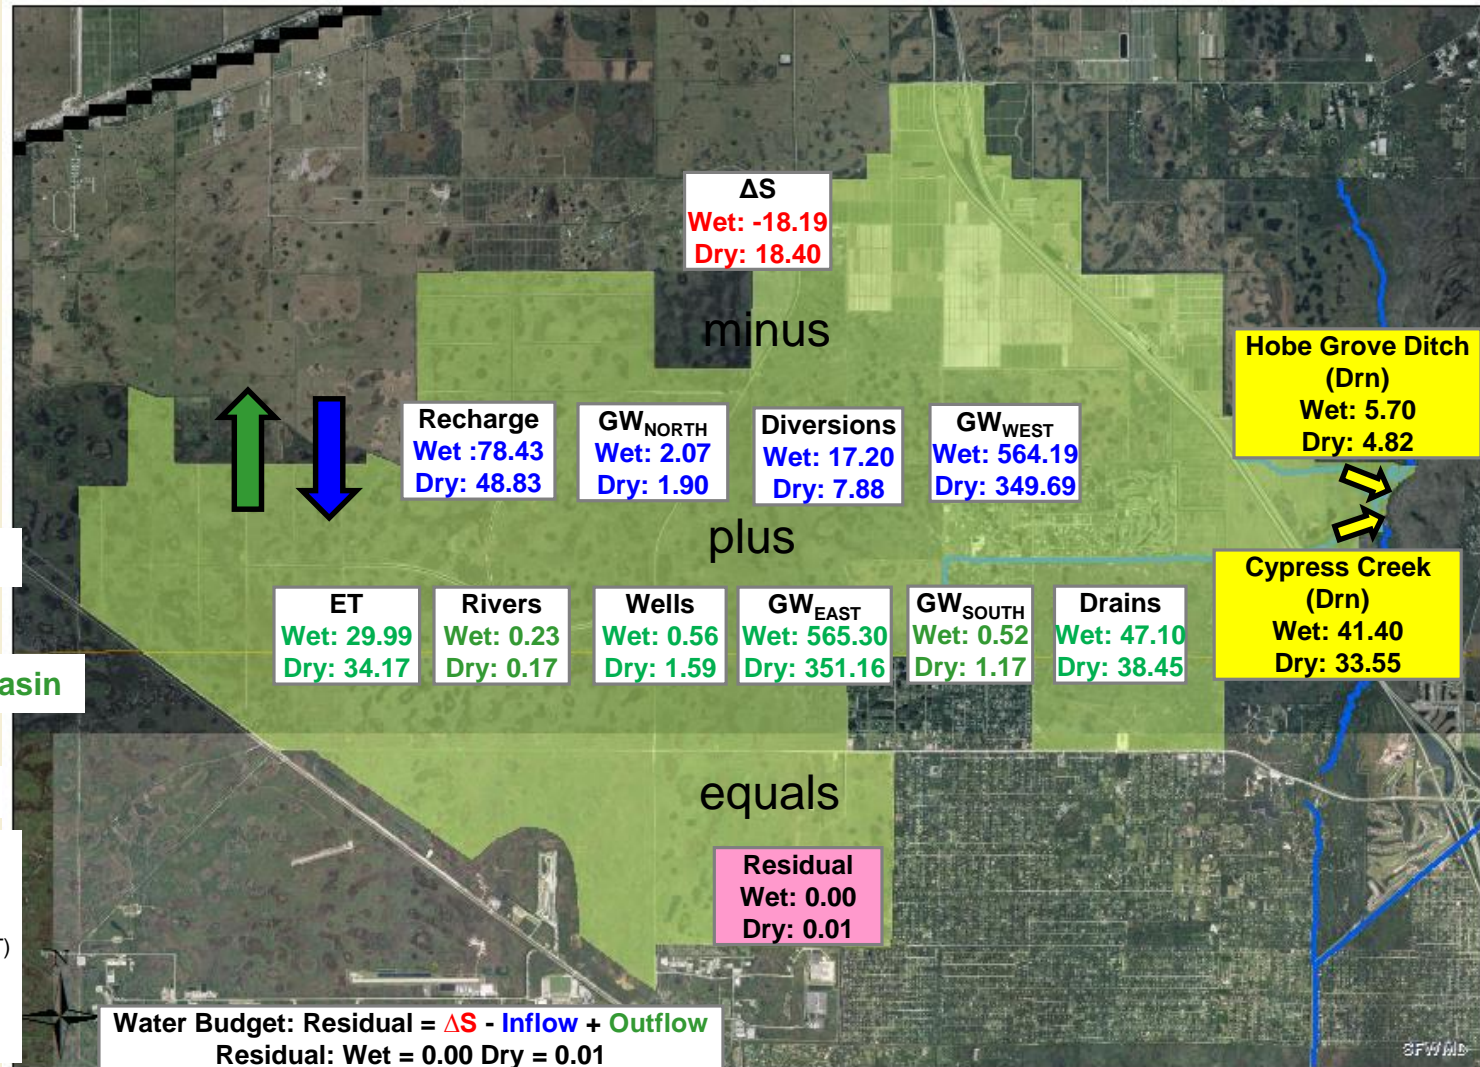 ΔS
Wet: -18.19
Dry: 18.40
minus
Hobe Grove Ditch
(Drn)
Wet: 5.70
Dry: 4.82
Recharge
Wet :78.43
Dry: 48.83
GW_NORTH
Wet: 2.07
Dry: 1.90
Diversions
Wet: 17.20
Dry: 7.88
GW_WEST
Wet: 564.19
Dry: 349.69
plus
Cypress Creek
(Drn)
Wet: 41.40
Dry: 33.55
ET
Wet: 29.99
Dry: 34.17
Rivers
Wet: 0.23
Dry: 0.17
Wells
Wet: 0.56
Dry: 1.59
GW_EAST
Wet: 565.30
Dry: 351.16
GW_SOUTH
Wet: 0.52
Dry: 1.17
Drains
Wet: 47.10
Dry: 38.45
asin
equals
Residual
Wet: 0.00
Dry: 0.01
T)
N
Water Budget: Residual = ΔS - Inflow + Outflow
Residual: Wet = 0.00 Dry = 0.01
SFWMD